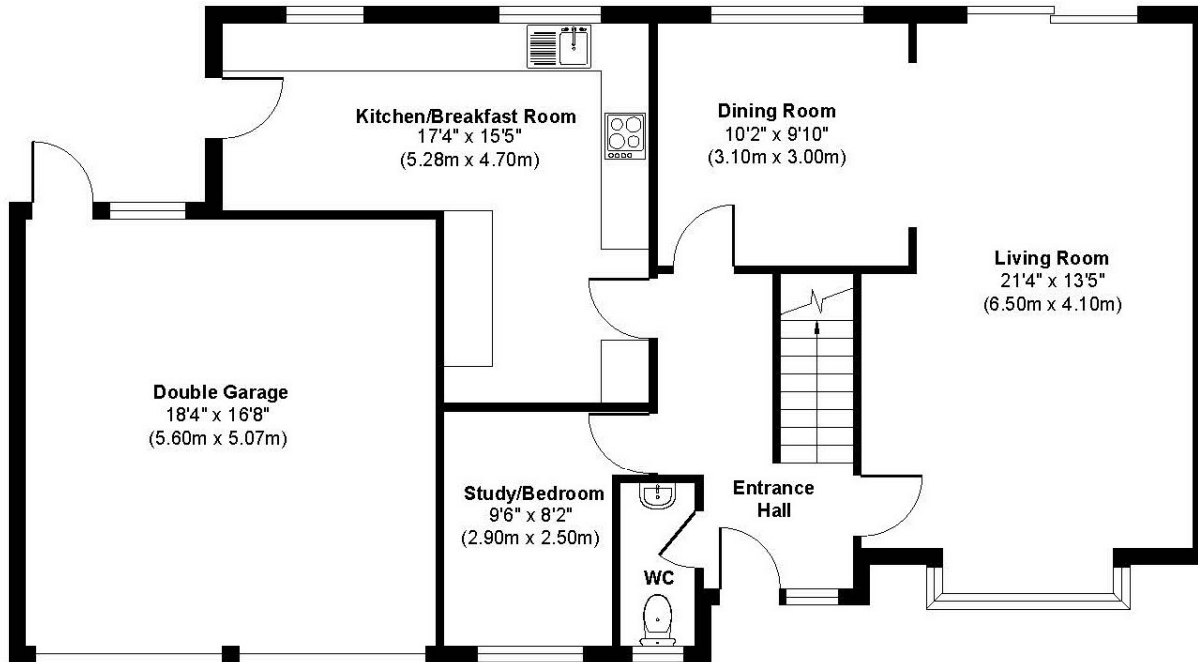 Kitchen/Breakfast Room
17'4" x 15'5"
(5.28m x 4.70m)
Dining Room
10'2" x 9'10"
(3.10m x 3.00m)
Living Room
21'4" x 13'5"
(6.50m x 4.10m)
Double Garage
18'4" x 16'8"
(5.60m x 5.07m)
Study/Bedroom
9'6" x 8'2"
(2.90m x 2.50m)
Entrance
Hall
WC